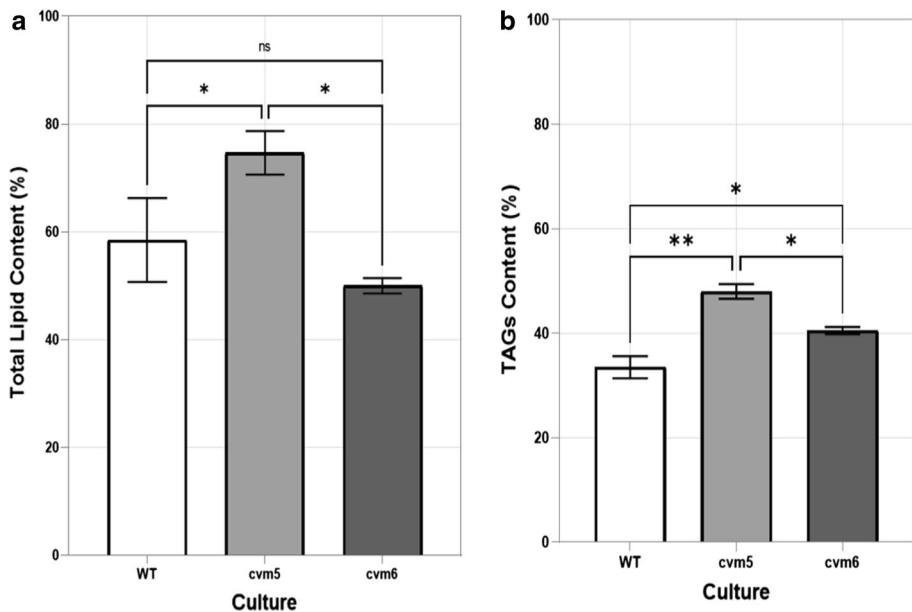 a
Total Lipid Content (%)
100
80
60
40
20
0
ns
*
*
WT
cvm5
cvm6
Culture
b
TAGs Content (%)
100
80
60
40
20
0
*
**
*
WT
cvm5
cvm6
Culture